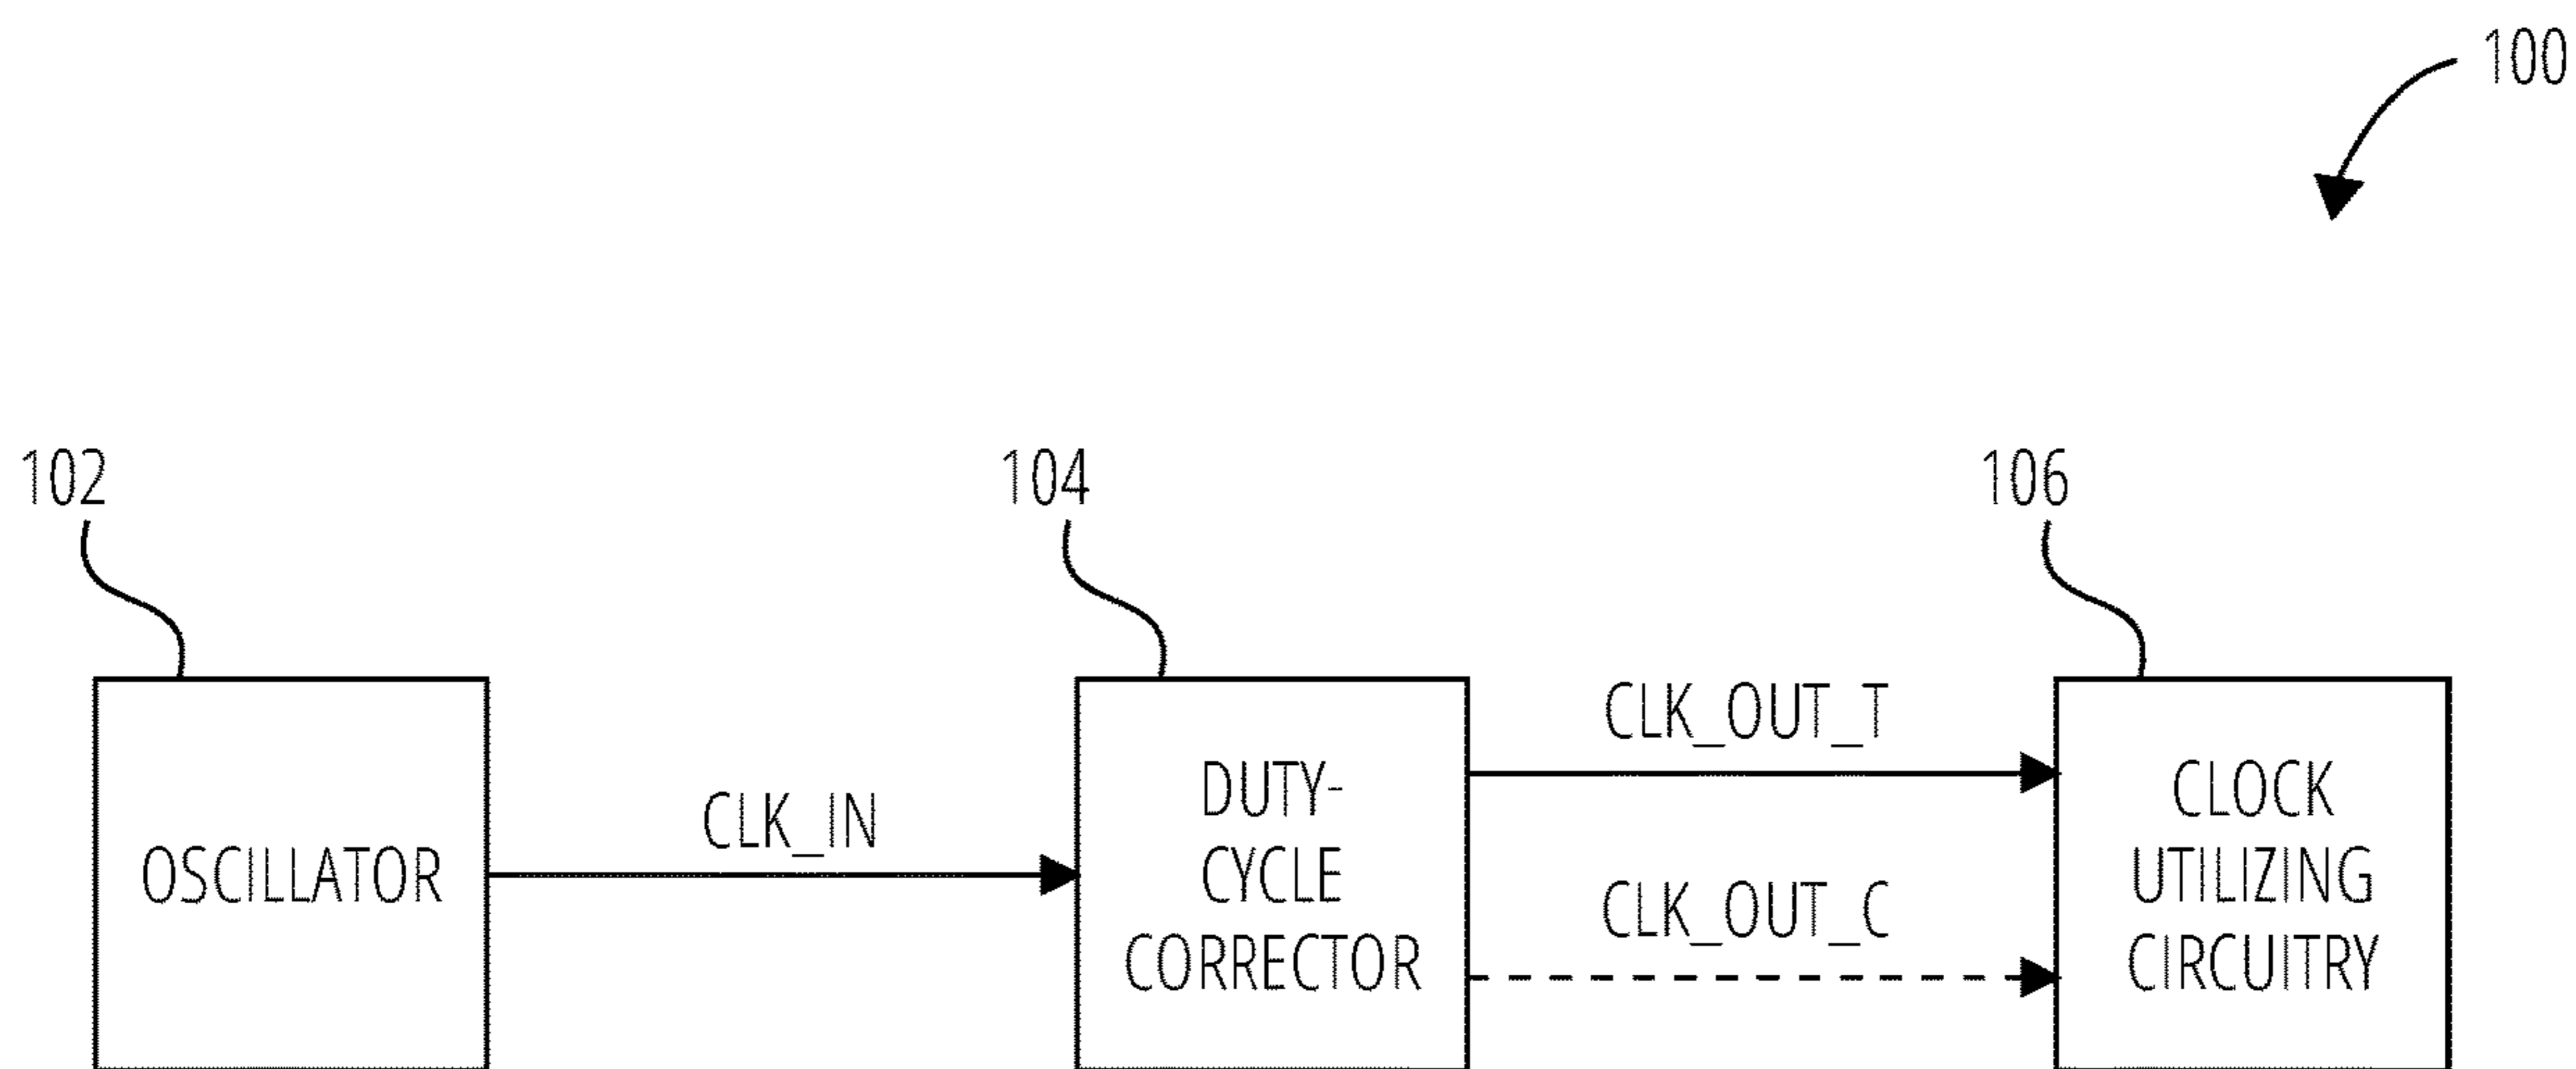 100
102
104
106
OSCILLATOR
CLK_IN
DUTY-
CYCLE
CORRECTOR
CLK_OUT_T
CLK_OUT_C
CLOCK
UTILIZING
CIRCUITRY